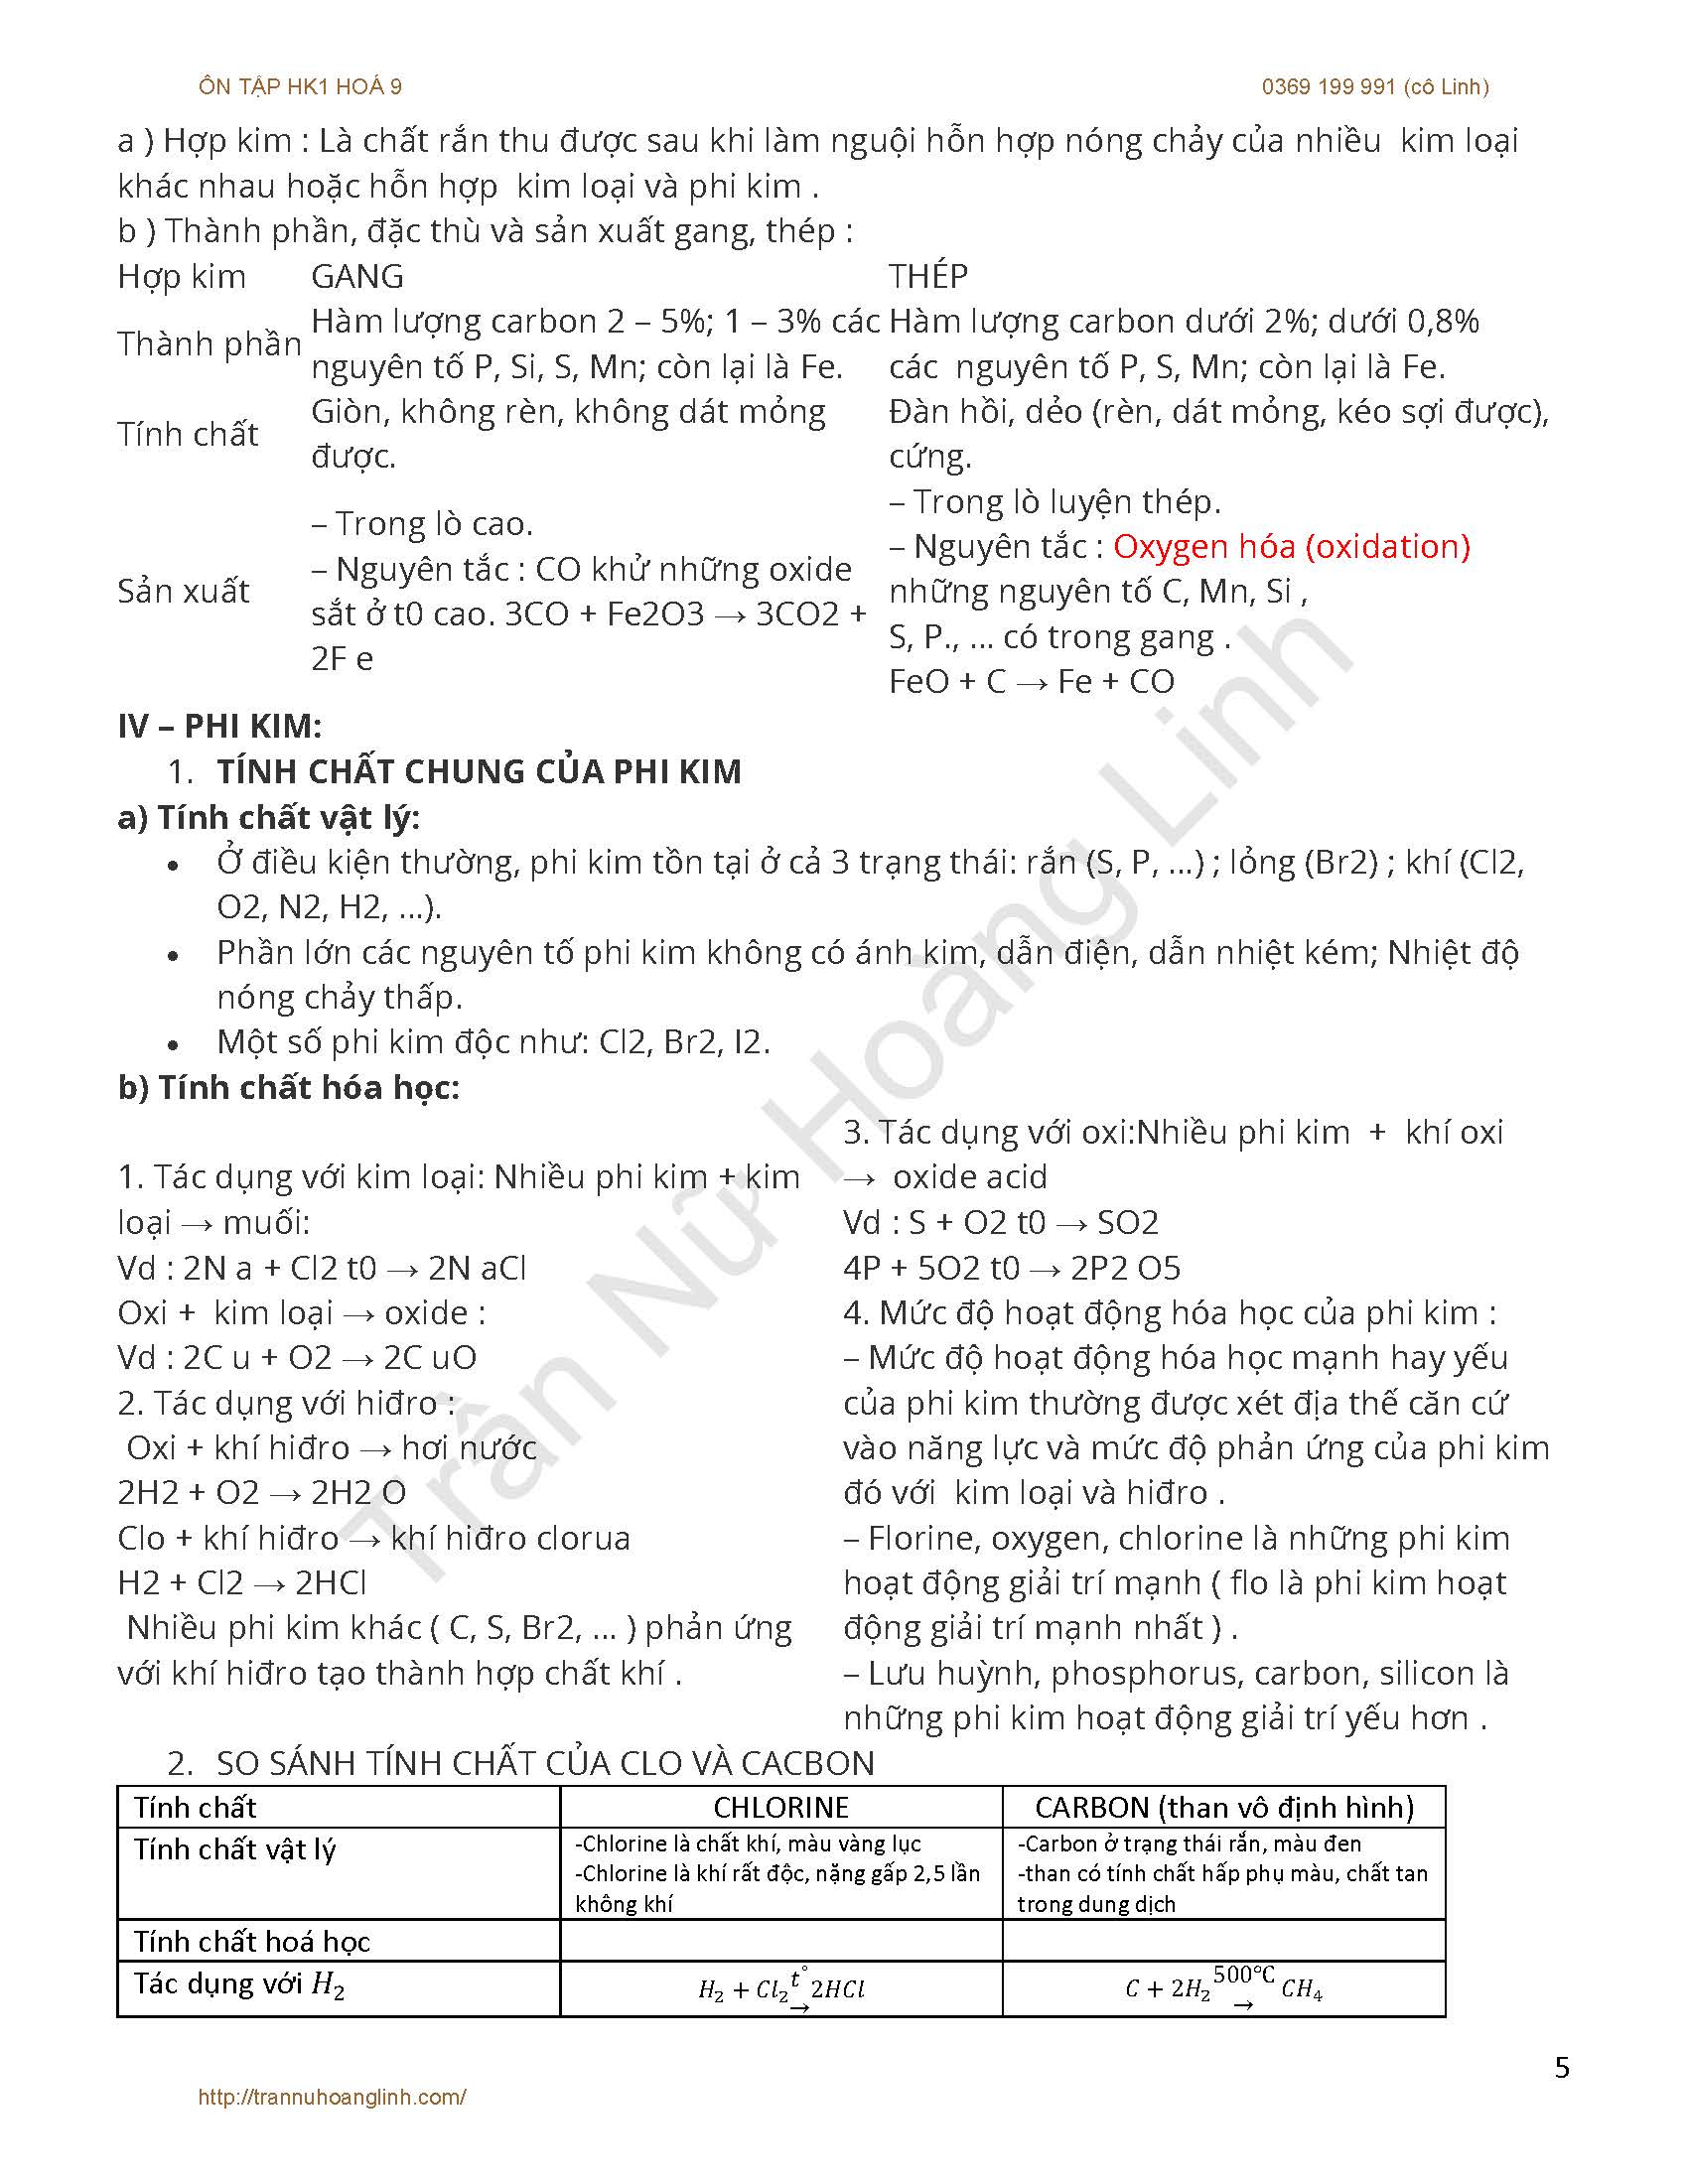 ÔN TẬP HK1 HOÁ 9
0369 199 991 (cô Linh)
a ) Hợp kim : Là chất rắn thu được sau khi làm nguội hỗn hợp nóng chảy của nhiều kim loại
khác nhau hoặc hỗn hợp kim loại và phi kim .
b ) Thành phần, đặc thù và sản xuất gang, thép :
Hợp kim
GANG
THÉP
Thành phần
Hàm lượng carbon 2 – 5%; 1 – 3% các
nguyên tố P, Si, S, Mn; còn lại là Fe.
Hàm lượng carbon dưới 2%; dưới 0,8%
các nguyên tố P, S, Mn; còn lại là Fe.
Tính chất
Giòn, không rèn, không dát mỏng
được.
Đàn hồi, dẻo (rèn, dát mỏng, kéo sợi được),
cứng.
Sản xuất
– Trong lò cao.
– Nguyên tắc : CO khử những oxide
sắt ở t0 cao. 3CO + Fe2O3 → 3CO2 +
2F e
– Trong lò luyện thép.
– Nguyên tắc : Oxygen hóa (oxidation)
những nguyên tố C, Mn, Si ,
S, P., … có trong gang .
FeO + C → Fe + CO
IV – PHI KIM:
1. TÍNH CHẤT CHUNG CỦA PHI KIM
a) Tính chất vật lý:
• Ở điều kiện thường, phi kim tồn tại ở cả 3 trạng thái: rắn (S, P, …) ; lỏng (Br2) ; khí (Cl2,
O2, N2, H2, …).
• Phần lớn các nguyên tố phi kim không có ánh kim, dẫn điện, dẫn nhiệt kém; Nhiệt độ
nóng chảy thấp.
• Một số phi kim độc như: Cl2, Br2, I2.
b) Tính chất hóa học:
1. Tác dụng với kim loại: Nhiều phi kim + kim
loại → muối:
Vd : 2N a + Cl2 t0 → 2N aCl
Oxi + kim loại → oxide :
Vd : 2C u + O2 → 2C uO
2. Tác dụng với hiđro :
Oxi + khí hiđro → hơi nước
2H2 + O2 → 2H2 O
Clo + khí hiđro → khí hiđro clorua
H2 + Cl2 → 2HCl
Nhiều phi kim khác ( C, S, Br2, … ) phản ứng
với khí hiđro tạo thành hợp chất khí .
3. Tác dụng với oxi:Nhiều phi kim + khí oxi
→ oxide acid
Vd : S + O2 t0 → SO2
4P + 5O2 t0 → 2P2 O5
4. Mức độ hoạt động hóa học của phi kim :
– Mức độ hoạt động hóa học mạnh hay yếu
của phi kim thường được xét địa thế căn cứ
vào năng lực và mức độ phản ứng của phi kim
đó với kim loại và hiđro .
– Florine, oxygen, chlorine là những phi kim
hoạt động giải trí mạnh ( flo là phi kim hoạt
động giải trí mạnh nhất ) .
– Lưu huỳnh, phosphorus, carbon, silicon là
những phi kim hoạt động giải trí yếu hơn .
2. SO SÁNH TÍNH CHẤT CỦA CLO VÀ CACBON
Tính chất
CHLORINE
CARBON (than vô định hình)
Tính chất vật lý
-Chlorine là chất khí, màu vàng lục
-Chlorine là khí rất độc, nặng gấp 2,5 lần
không khí
-Carbon ở trạng thái rắn, màu đen
-than có tính chất hấp phụ màu, chất tan
trong dung dịch
Tính chất hoá học
Tác dụng với H₂
H₂ + Cl₂ t° → 2HCl
C + 2H₂ 500℃ → CH₄
Trần Nữ Hoàng Linh
5
http://trannuhoanglinh.com/